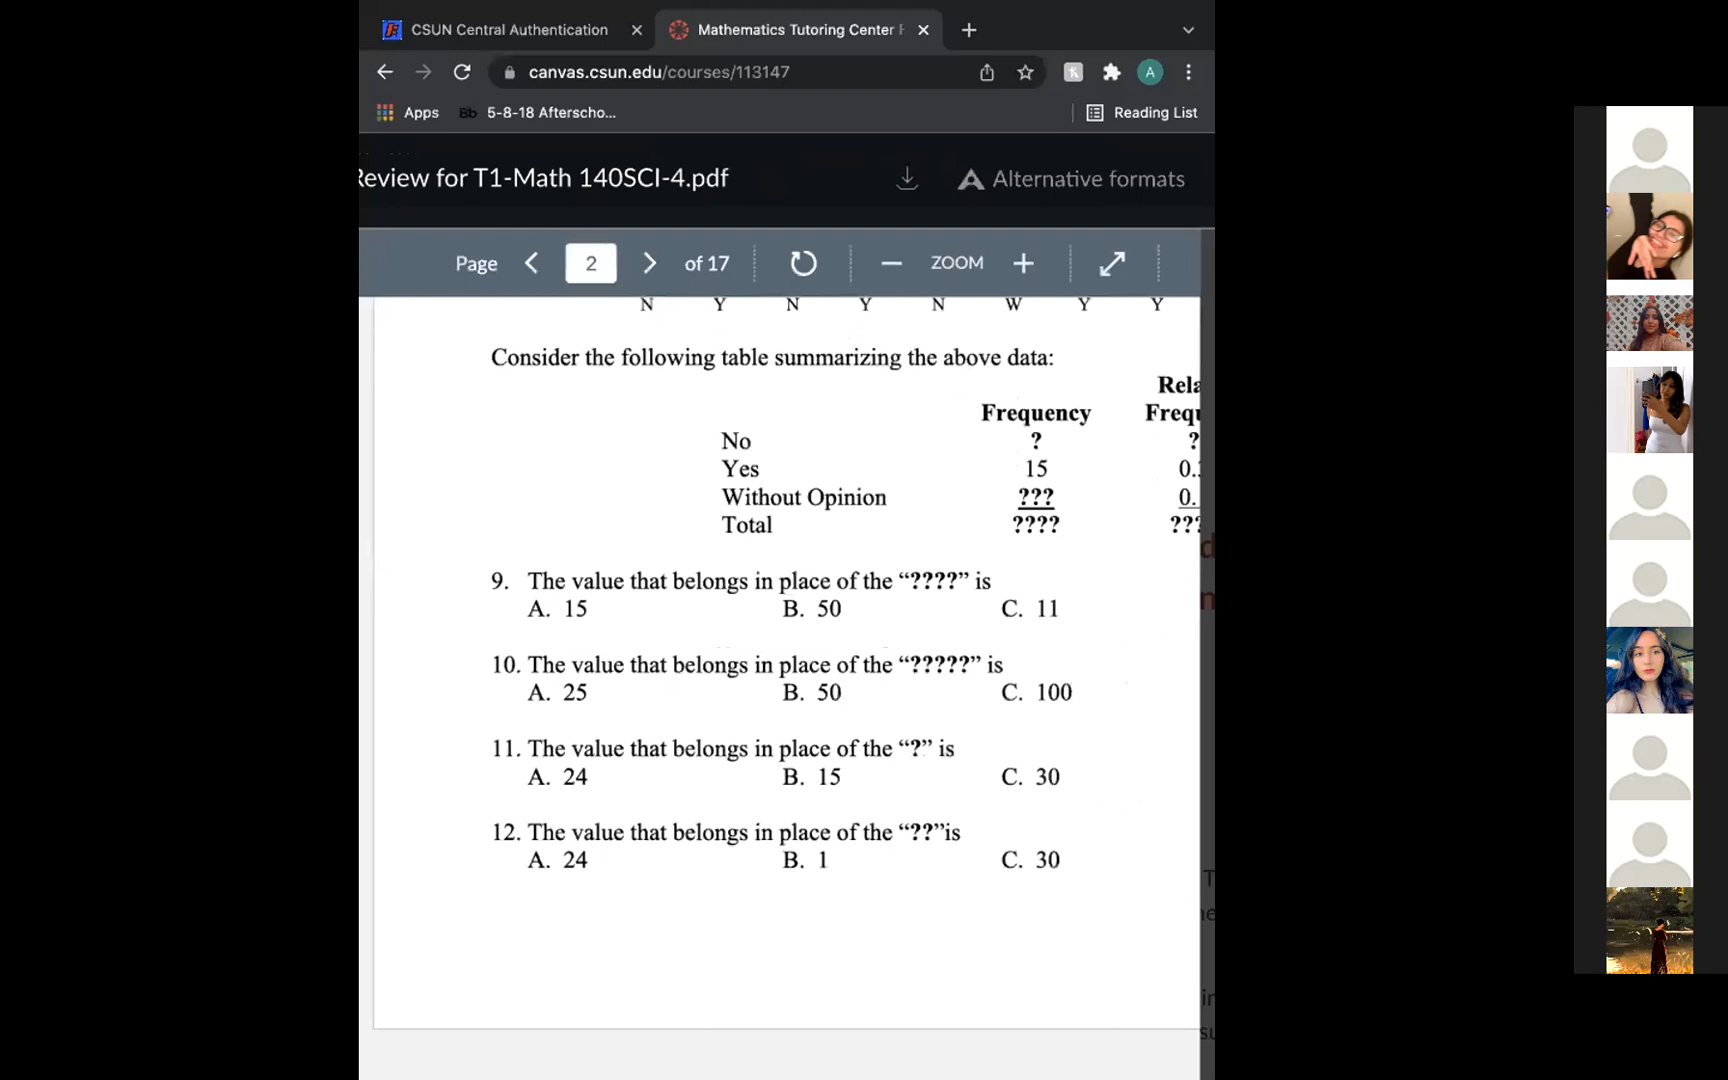 CSUN Central Authentication
Mathematics Tutoring Center
canvas.csun.edu/courses/113147
A
Apps
Bb 5-8-18 Afterscho...
Reading List
Review for T1-Math 140SCI-4.pdf
Alternative formats
Page 2 of 17 ZOOM
N Y N Y N W Y Y
Consider the following table summarizing the above data:
Rela
Frequency Frequ
No ? ?
Yes 15 0.
Without Opinion ??? 0.
Total ???? ???
9. The value that belongs in place of the “????” is
A. 15 B. 50 C. 11
10. The value that belongs in place of the “?????” is
A. 25 B. 50 C. 100
11. The value that belongs in place of the “?” is
A. 24 B. 15 C. 30
12. The value that belongs in place of the “??”is
A. 24 B. 1 C. 30